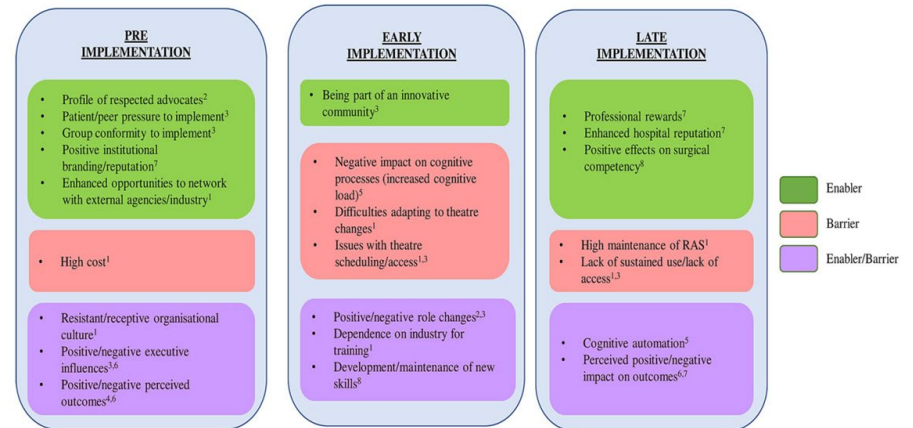 PRE
IMPLEMENTATION
• Profile of respected advocates²
• Patient/peer pressure to implement³
• Group conformity to implement³
• Positive institutional
branding/reputation⁷
• Enhanced opportunities to network
with external agencies/industry¹
• High cost¹
• Resistant/receptive organisational
culture¹
• Positive/negative executive
influences³,⁶
• Positive/negative perceived
outcomes⁴,⁶
EARLY
IMPLEMENTATION
• Being part of an innovative
community³
• Negative impact on cognitive
processes (increased cognitive
load)⁵
• Difficulties adapting to theatre
changes¹
• Issues with theatre
scheduling/access¹,³
• Positive/negative role changes²,³
• Dependence on industry for
training¹
• Development/maintenance of new
skills⁸
LATE
IMPLEMENTATION
• Professional rewards⁷
• Enhanced hospital reputation⁷
• Positive effects on surgical
competency⁸
• High maintenance of RAS¹
• Lack of sustained use/lack of
access¹,³
• Cognitive automation⁵
• Perceived positive/negative
impact on outcomes⁶,⁷
Enabler
Barrier
Enabler/Barrier